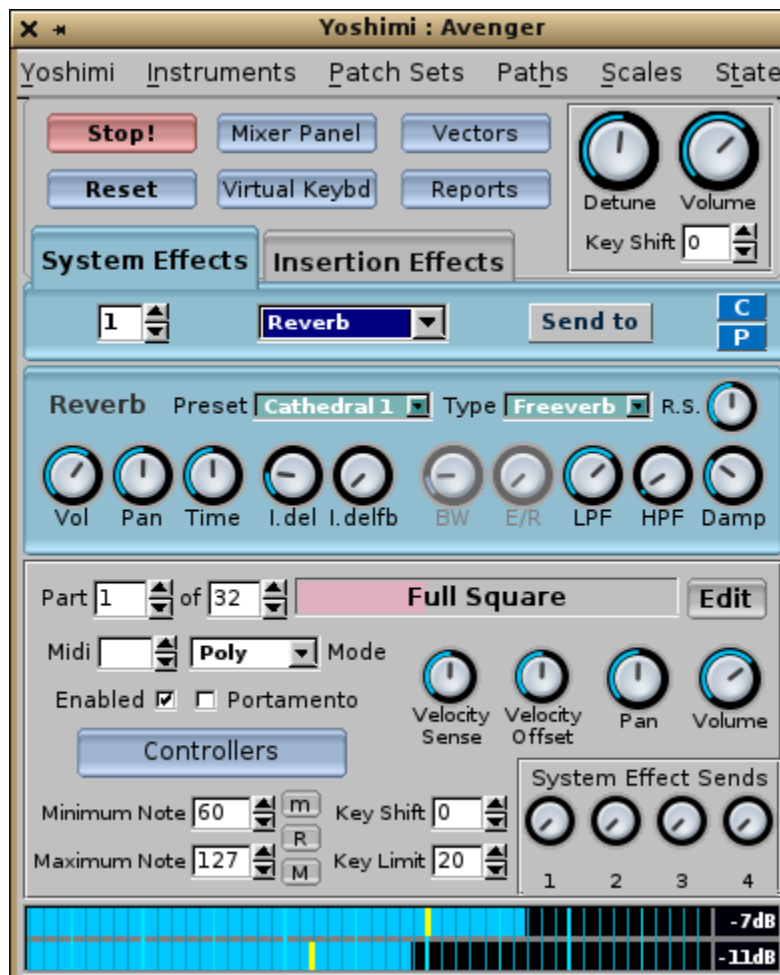 Yoshimi : Avenger
Yoshimi Instruments Patch Sets Paths Scales State
Stop! Mixer Panel Vectors
Reset Virtual Keybd Reports
Detune Volume
Key Shift 0
System Effects Insertion Effects
1 Reverb Send to C
P
Reverb Preset Cathedral 1 Type Freeverb R.S.
Vol Pan Time I.del I.delfb BW E/R LPF HPF Damp
Part 1 of 32 Full Square Edit
Midi Poly Mode
Enabled Portamento
Velocity Sense Velocity Offset Pan Volume
Controllers
System Effect Sends
Minimum Note 60 m Key Shift 0
R
Maximum Note 127 M Key Limit 20
1 2 3 4
-7dB
-11dB